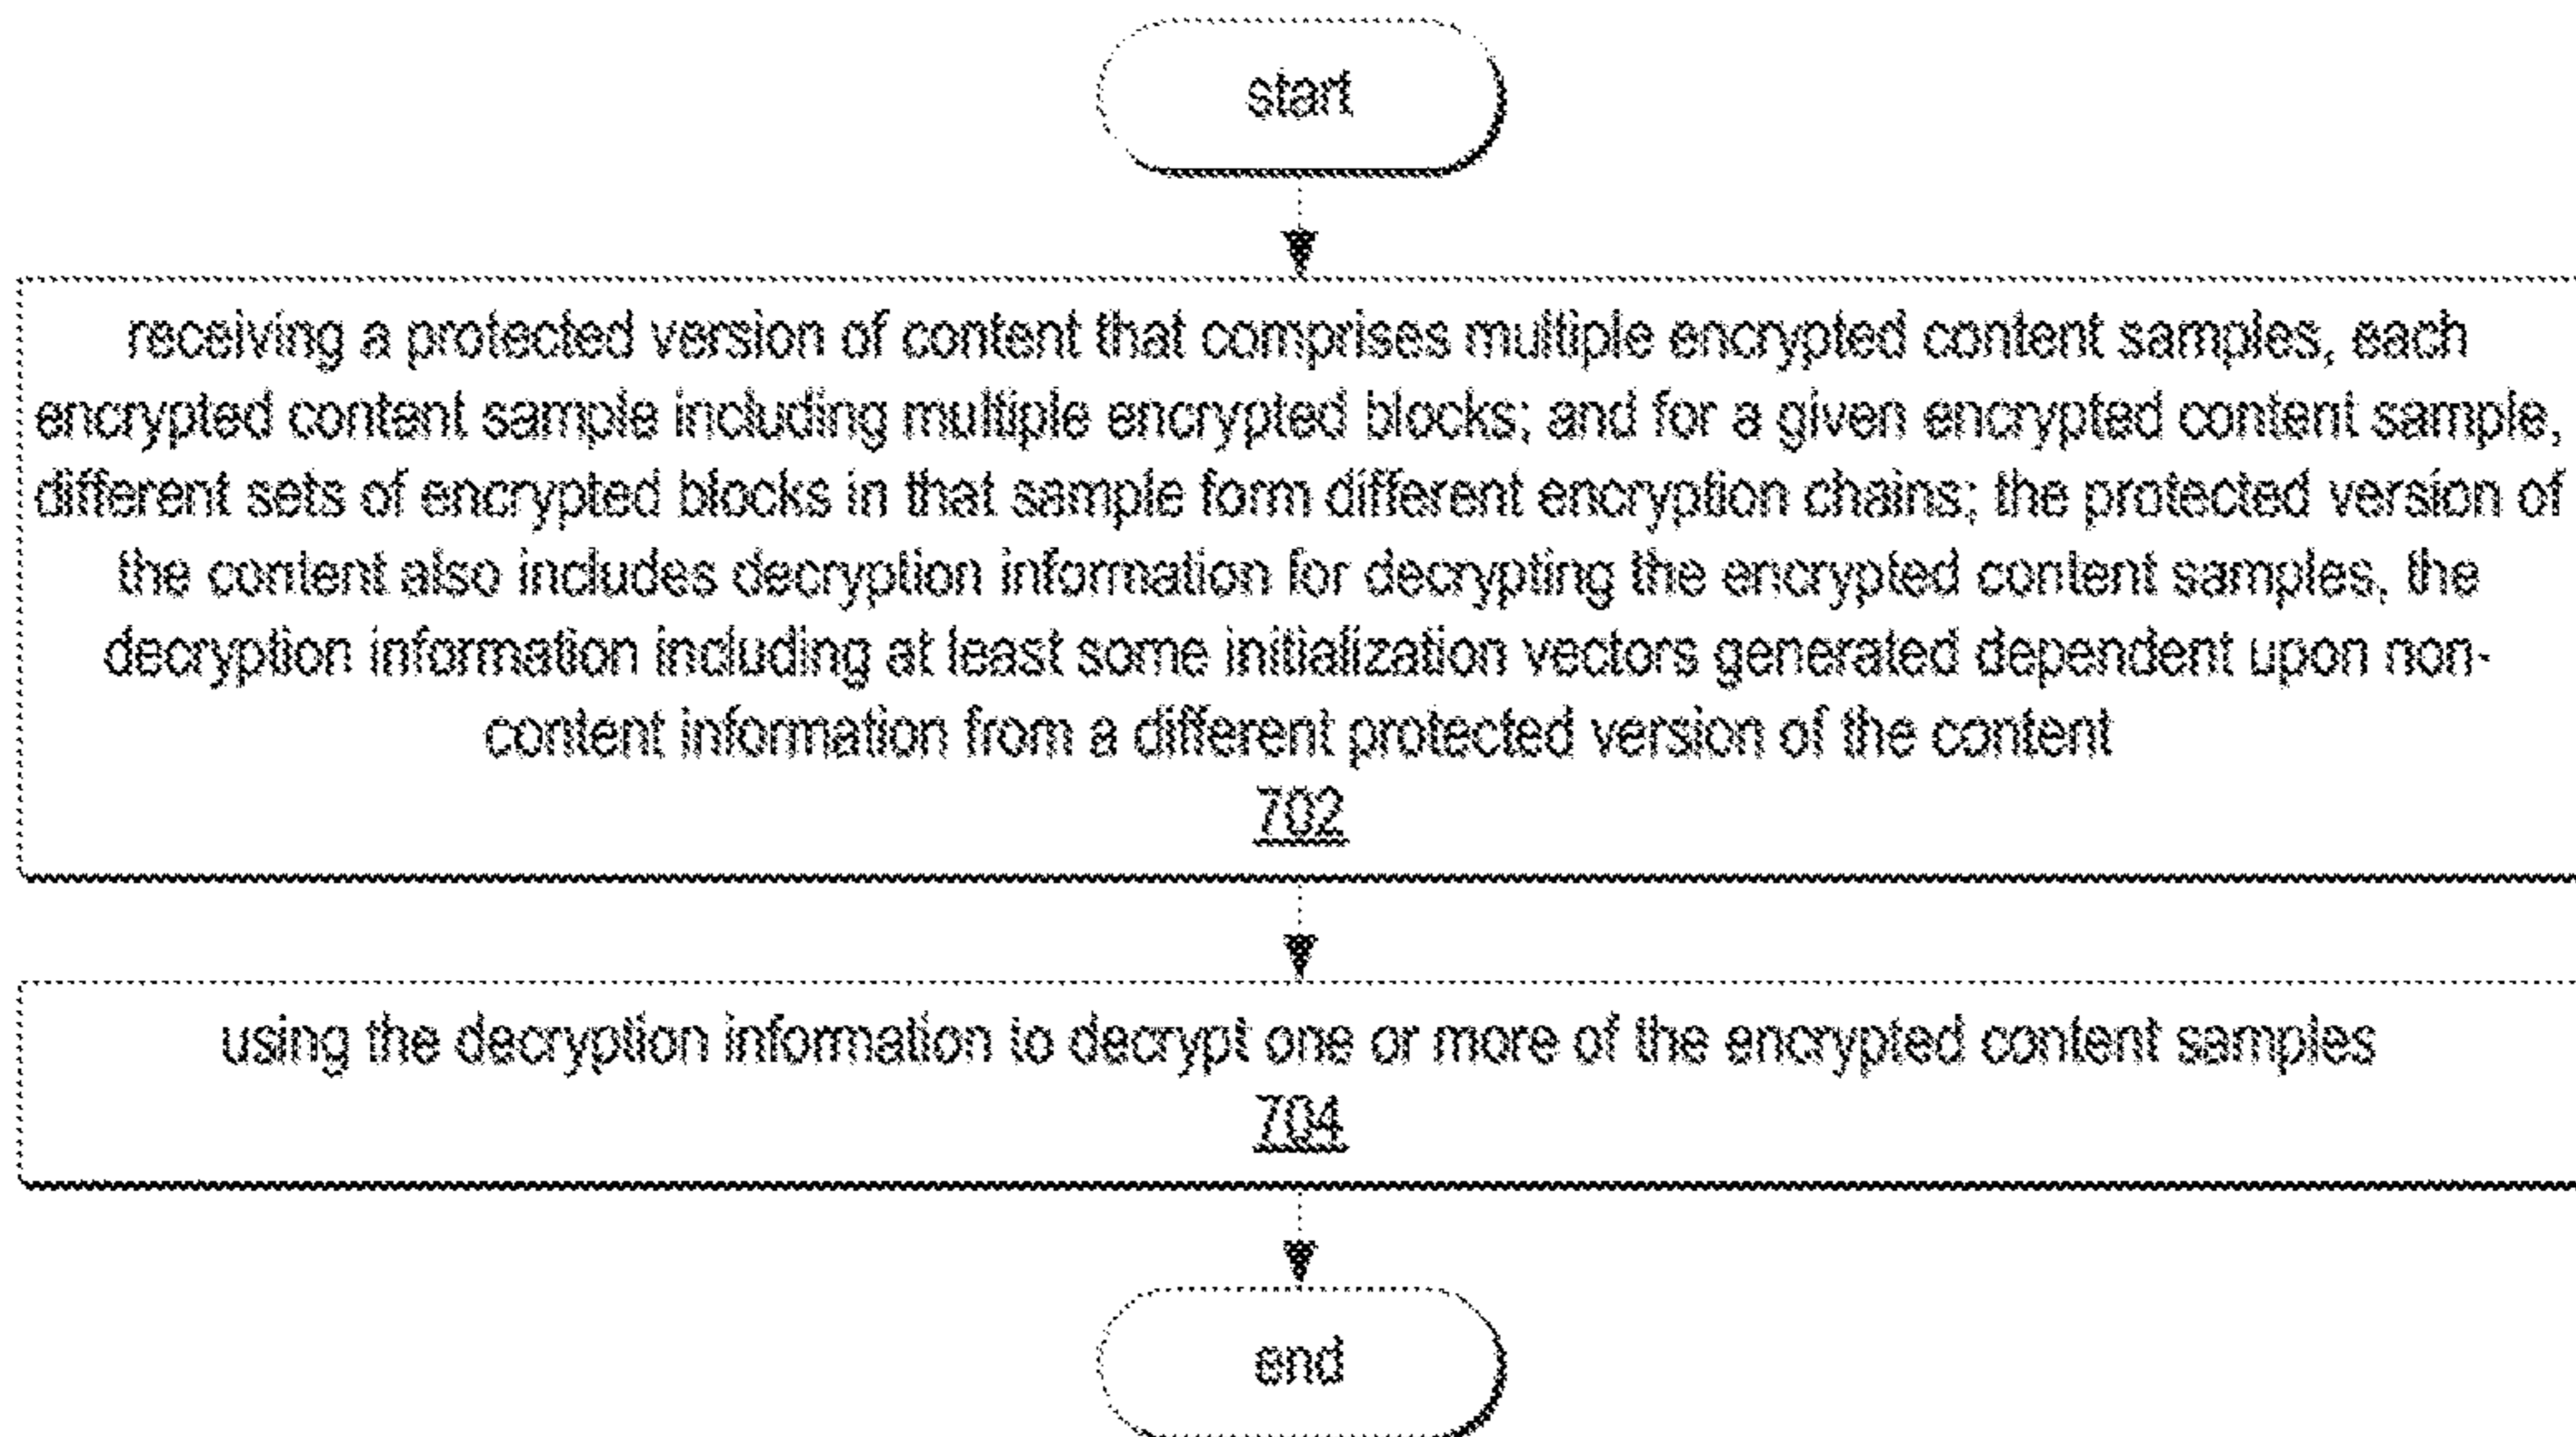 start
receiving a protected version of content that comprises multiple encrypted content samples, each
encrypted content sample including multiple encrypted blocks; and for a given encrypted content sample,
different sets of encrypted blocks in that sample form different encryption chains; the protected version of
the content also includes decryption information for decrypting the encrypted content samples, the
decryption information including at least some initialization vectors generated dependent upon non-
content information from a different protected version of the content
702
using the decryption information to decrypt one or more of the encrypted content samples
704
end